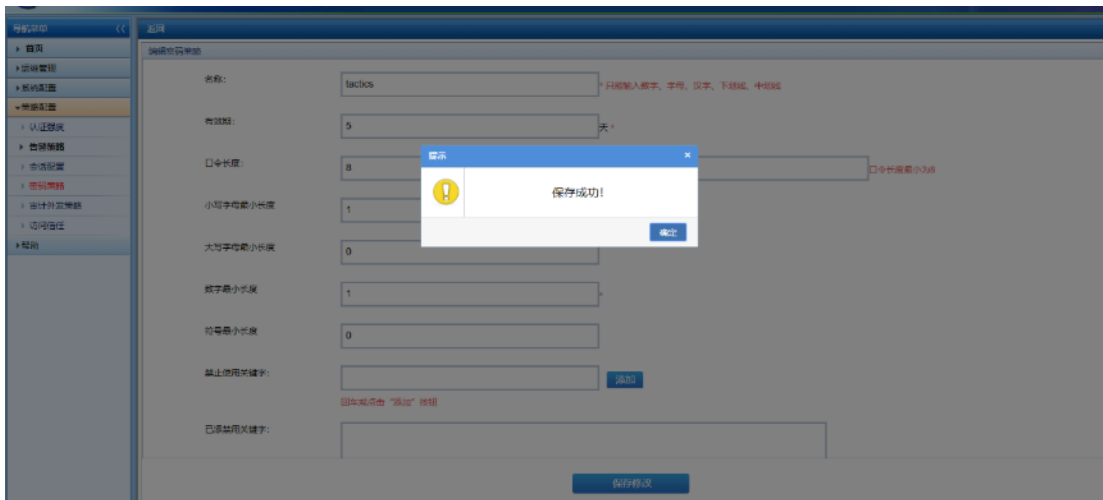 导航菜单
返回
首页
编辑密码策略
运维管理
系统配置
策略配置
认证强度
告警策略
会话配置
密码策略
审计外发策略
访问信任
帮助
名称:
tactics
* 只能输入数字、字母、汉字、下划线、中划线
有效期:
5
天 *
口令长度:
8
口令长度最小为6
小写字母最小长度
1
大写字母最小长度
0
数字最小长度
1
*
符号最小长度
0
禁止使用关键字:
添加
回车或点击“添加”按钮
已添禁用关键字:
保存修改
提示
×
保存成功!
确定